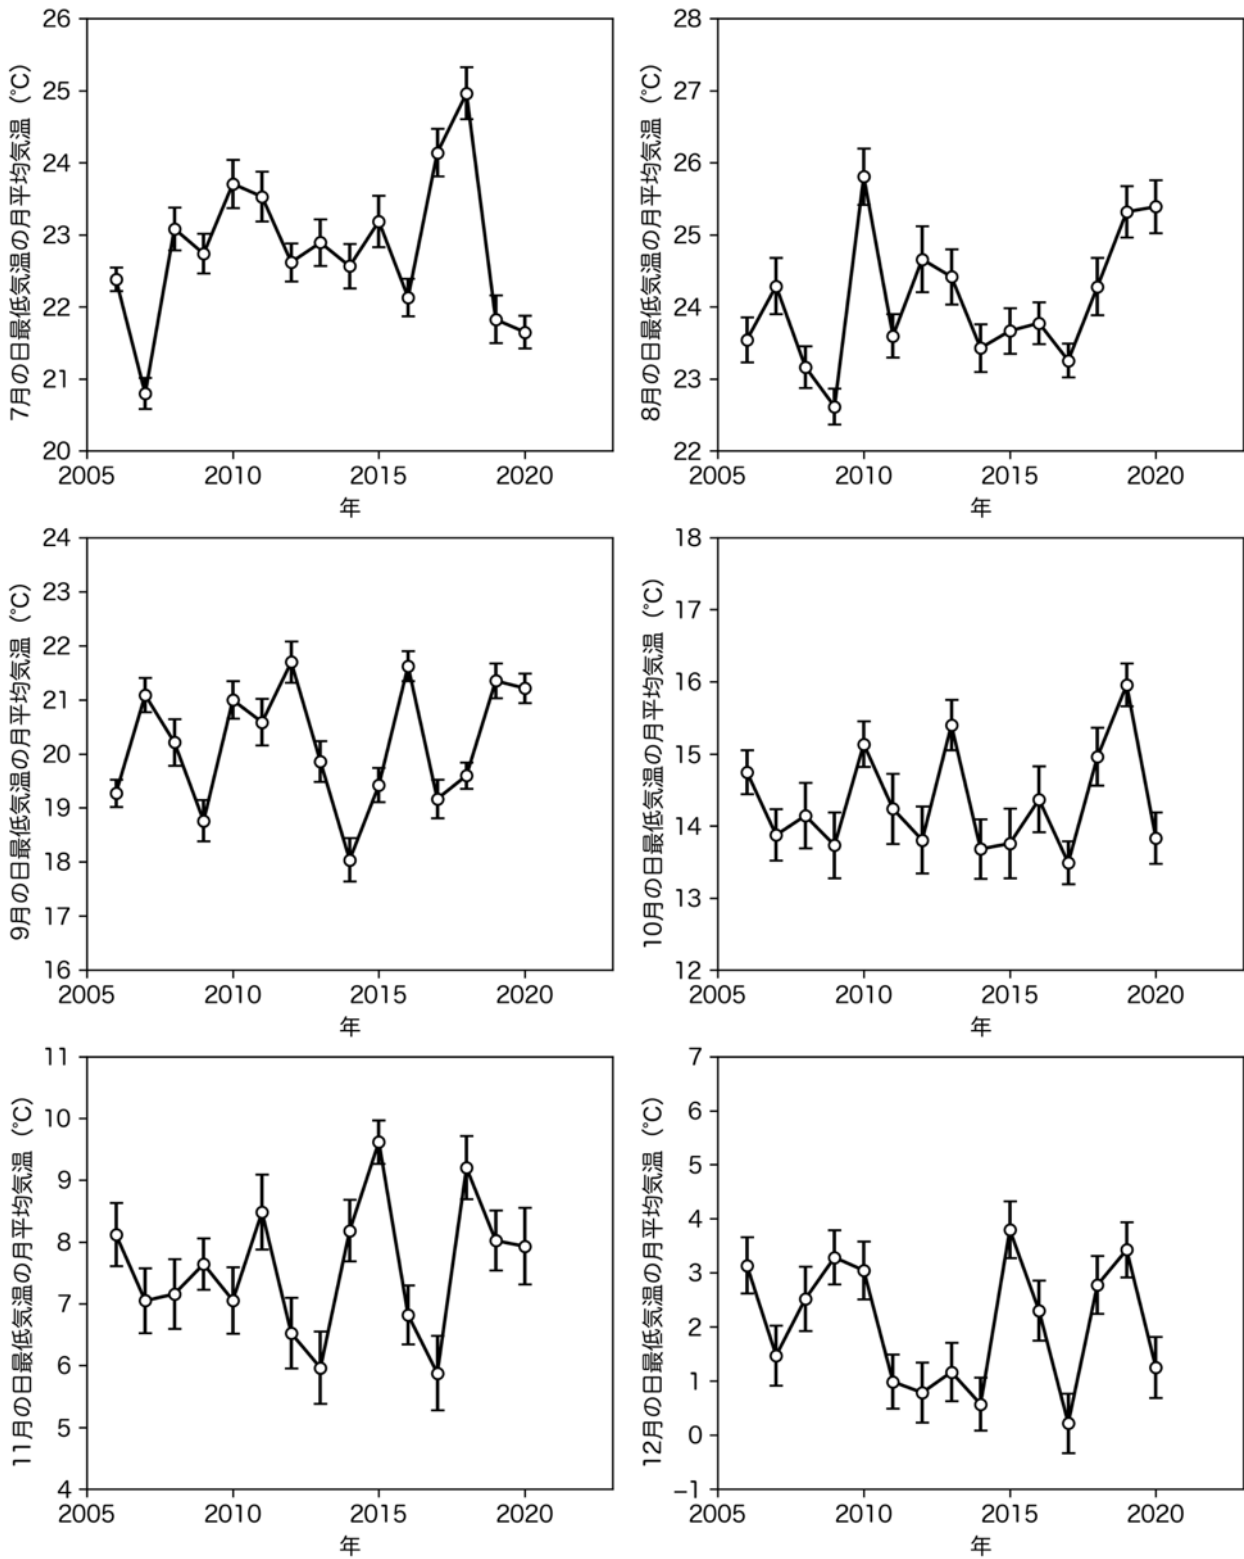 7月の日最低気温の月平均気温（℃）
26
25
24
23
22
21
20
2005 2010 2015 2020
年
8月の日最低気温の月平均気温（℃）
28
27
26
25
24
23
22
2005 2010 2015 2020
年
9月の日最低気温の月平均気温（℃）
24
23
22
21
20
19
18
17
16
2005 2010 2015 2020
年
10月の日最低気温の月平均気温（℃）
18
17
16
15
14
13
12
2005 2010 2015 2020
年
11月の日最低気温の月平均気温（℃）
11
10
9
8
7
6
5
4
2005 2010 2015 2020
年
12月の日最低気温の月平均気温（℃）
7
6
5
4
3
2
1
0
−1
2005 2010 2015 2020
年